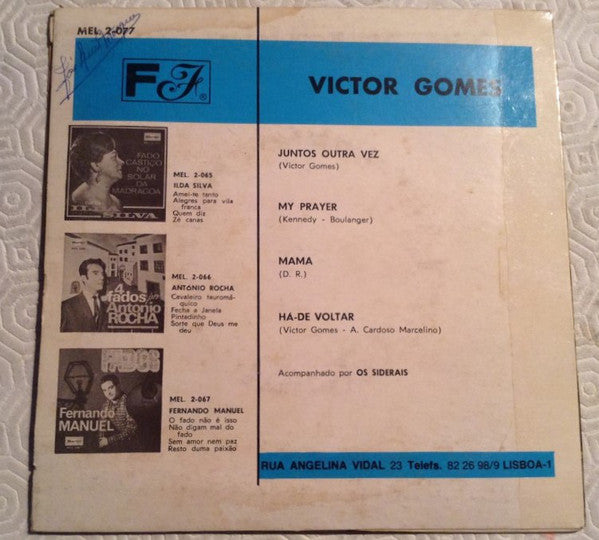 MEL 2-077
FF®
VICTOR GOMES
FADO
CASTIÇO
NO
SOLAR
DA
MADRAGOA
ILDA
SILVA
MEL. 2-065
ILDA SILVA
Amei-te tanto
Alegres para vila
franca
Quem diz
Zé canas
4
fados por
António
ROCHA
MEL. 2-066
ANTÓNIO ROCHA
Cavaleiro tauromá-
quico
Fecha a Janela
Pintadinho
Sorte que Deus me
deu
FADOS
Fernando
MANUEL
MEL. 2-067
FERNANDO MANUEL
O fado não é isso
Não digam mal do
fado
Sem amor nem paz
Resto duma paixão
JUNTOS OUTRA VEZ
(Victor Gomes)
MY PRAYER
(Kennedy - Boulanger)
MAMA
(D. R.)
HÁ-DE VOLTAR
(Victor Gomes - A. Cardoso Marcelino)
Acompanhado por OS SIDERAIS
RUA ANGELINA VIDAL 23 Telefs. 82 26 98/9 LISBOA-1